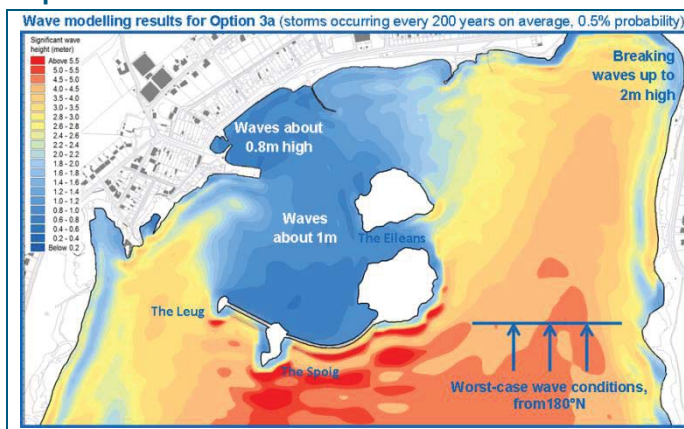 Wave modelling results for Option 3a (storms occurring every 200 years on average, 0.5% probability)
Significant wave
height (meter)
Above 5.5
5.0 - 5.5
4.5 - 5.0
4.0 - 4.5
3.5 - 4.0
3.0 - 3.5
2.8 - 3.0
2.6 - 2.8
2.4 - 2.6
2.2 - 2.4
2.0 - 2.2
1.8 - 2.0
1.6 - 1.8
1.4 - 1.6
1.2 - 1.4
1.0 - 1.2
0.8 - 1.0
0.6 - 0.8
0.4 - 0.6
0.2 - 0.4
Below 0.2
Breaking
waves up to
2m high
Waves about
0.8m high
Waves
about 1m
The Eileans
The Leug
The Spoig
Worst-case wave conditions,
from180°N